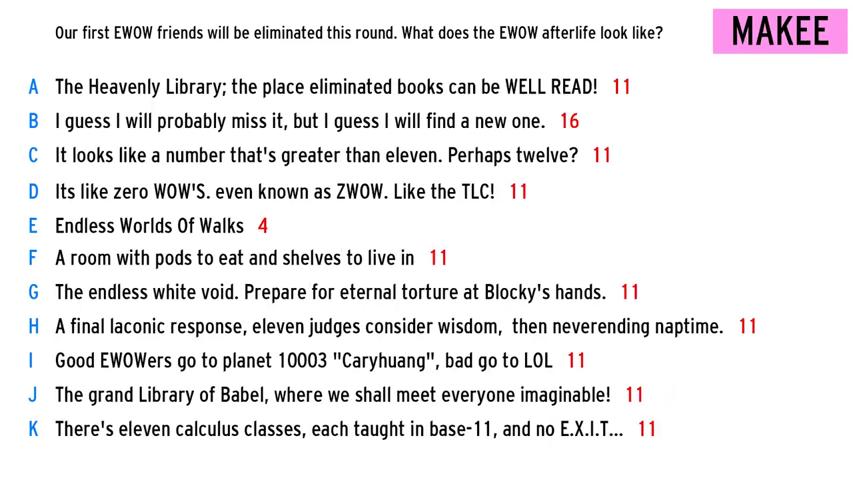 Our first EWOW friends will be eliminated this round. What does the EWOW afterlife look like?
MAKEE
A The Heavenly Library; the place eliminated books can be WELL READ! 11
B I guess I will probably miss it, but I guess I will find a new one. 16
C It looks like a number that's greater than eleven. Perhaps twelve? 11
D Its like zero WOW'S. even known as ZWOW. Like the TLC! 11
E Endless Worlds Of Walks 4
F A room with pods to eat and shelves to live in 11
G The endless white void. Prepare for eternal torture at Blocky's hands. 11
H A final laconic response, eleven judges consider wisdom, then neverending naptime. 11
I Good EWOWers go to planet 10003 "Caryhuang", bad go to LOL 11
J The grand Library of Babel, where we shall meet everyone imaginable! 11
K There's eleven calculus classes, each taught in base-11, and no E.X.I.T... 11